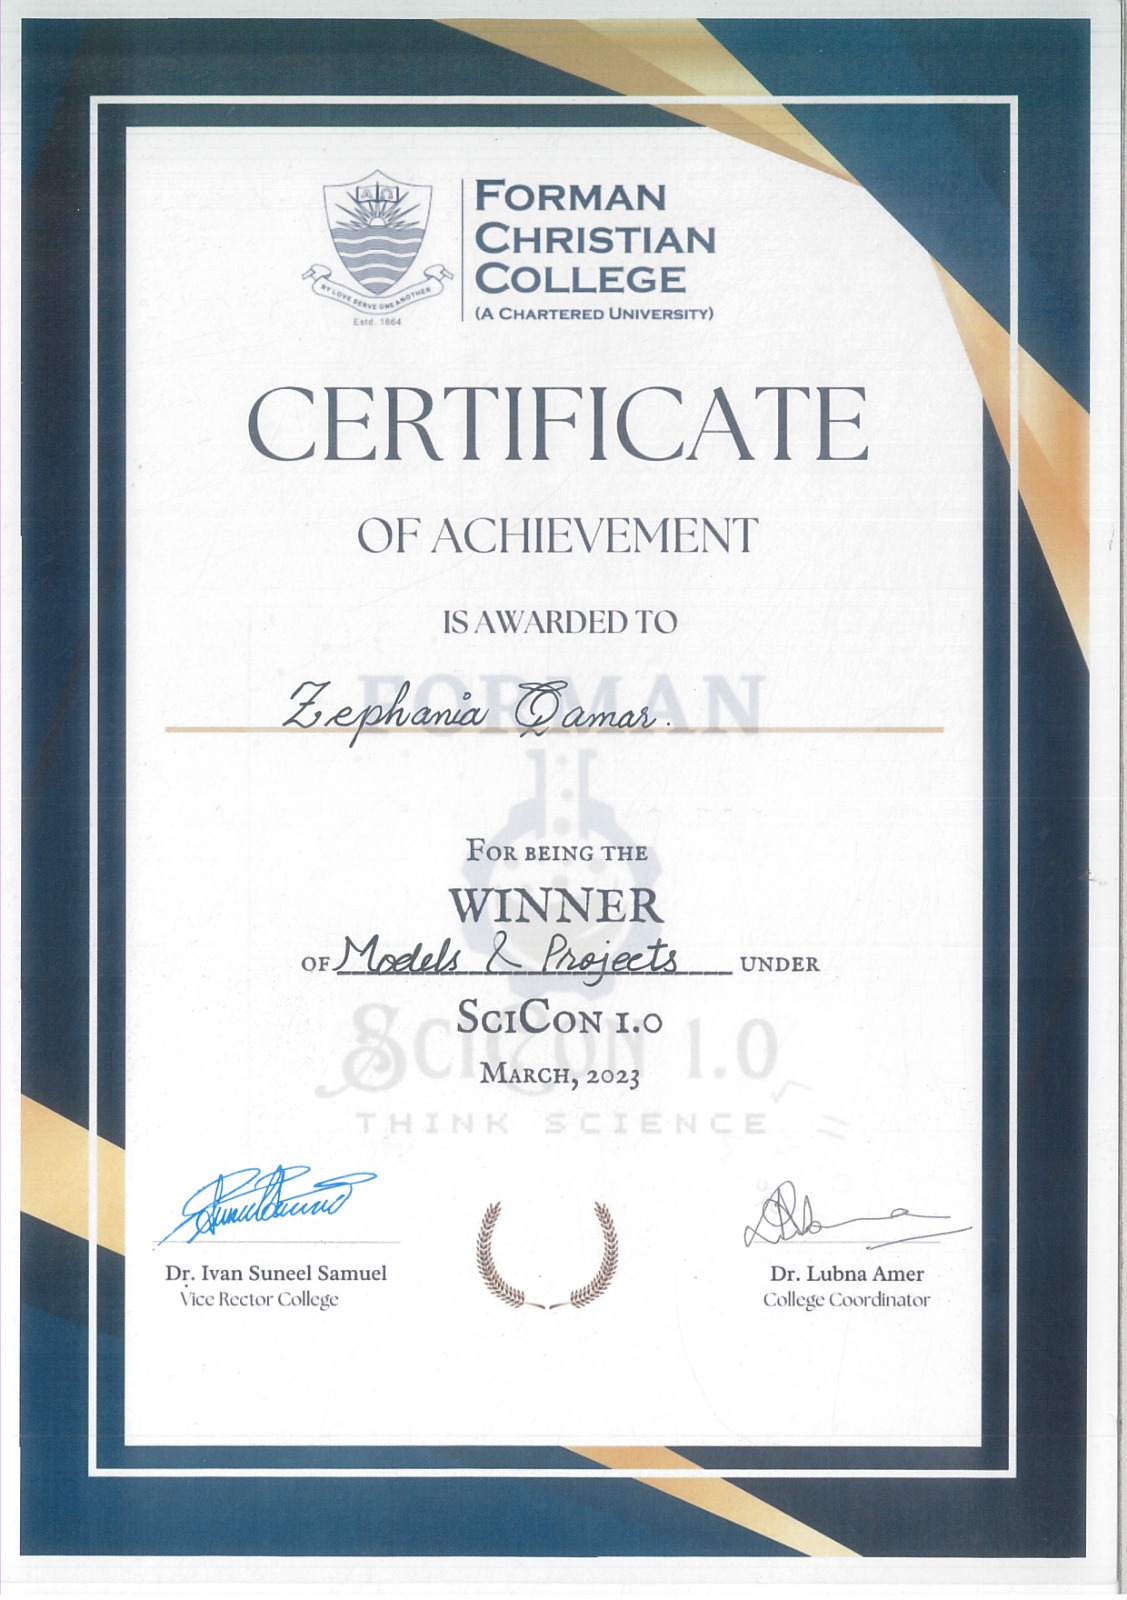 FORMAN
CHRISTIAN
COLLEGE
(A CHARTERED UNIVERSITY)
A Ω
BY LOVE SERVE ONE ANOTHER
Estd. 1864
CERTIFICATE
OF ACHIEVEMENT
IS AWARDED TO
FORMAN
Zephania Qamar.
FOR BEING THE
WINNER
OF Models & Projects UNDER
SCICON 1.0
SCICON 1.0
MARCH, 2023
THINK SCIENCE
Dr. Ivan Suneel Samuel
Vice Rector College
Dr. Lubna Amer
College Coordinator